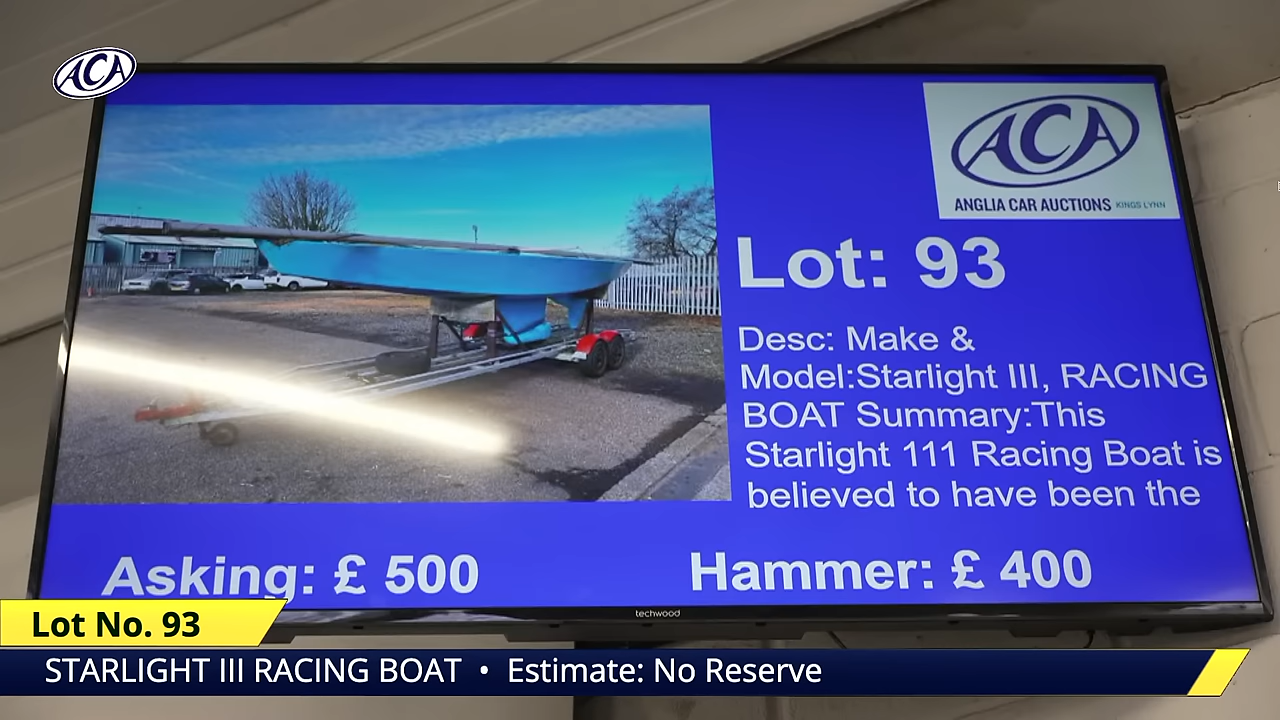 ACA
ACA
ANGLIA CAR AUCTIONS KINGS LYNN
Lot: 93
Desc: Make &
Model:Starlight III, RACING
BOAT Summary:This
Starlight 111 Racing Boat is
believed to have been the
Asking: £ 500
Hammer: £ 400
techwood
Lot No. 93
STARLIGHT III RACING BOAT • Estimate: No Reserve